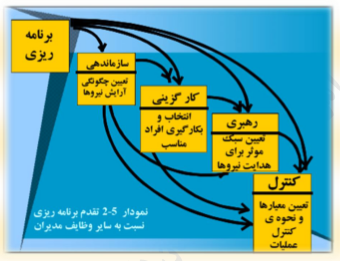 برنامه
ریزی
سازماندهی
تعیین چگونگی
آرایش نیروها
کارگزینی
انتخاب و
بکارگیری افراد
مناسب
رهبری
تعیین سبک
موثر برای
هدایت نیروها
کنترل
تعیین معیارها
و نحوه ی
کنترل
عملیات
نمودار 5-2 تقدم برنامه ریزی
نسبت به سایر وظایف مدیران